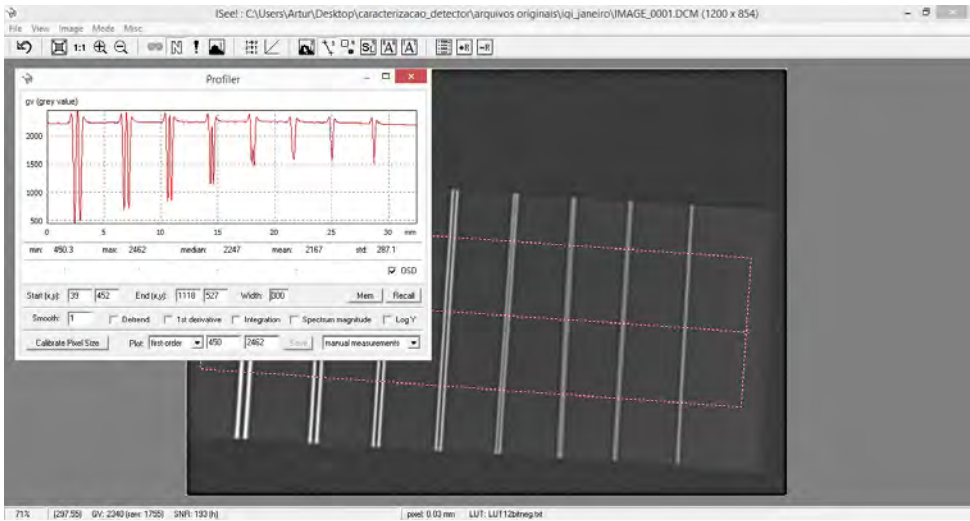 ISee! : C:\Users\Artur\Desktop\caracterizacao_detector\arquivos originais\iqi_janeiro\IMAGE_0001.DCM (1200 x 854)
File View Image Mode Misc
1:1
Profiler
gv (grey value)
2000
1500
1000
500
0 5 10 15 20 25 30 mm
min: 450.3 max: 2462 median: 2247 mean: 2167 std: 287.1
OSD
Start (x,y): 39 452 End (x,y): 1118 527 Width: 300 Mem Recall
Smooth: 1 Detrend 1st derivative Integration Spectrum magnitude Log Y
Calibrate Pixel Size Plot: first-order 450 2462 Save manual measurements
71% (297.55) GV: 2340 (raw: 1755) SNR: 193 (h) pixel: 0.03 mm LUT: LUT12bitneg.txt